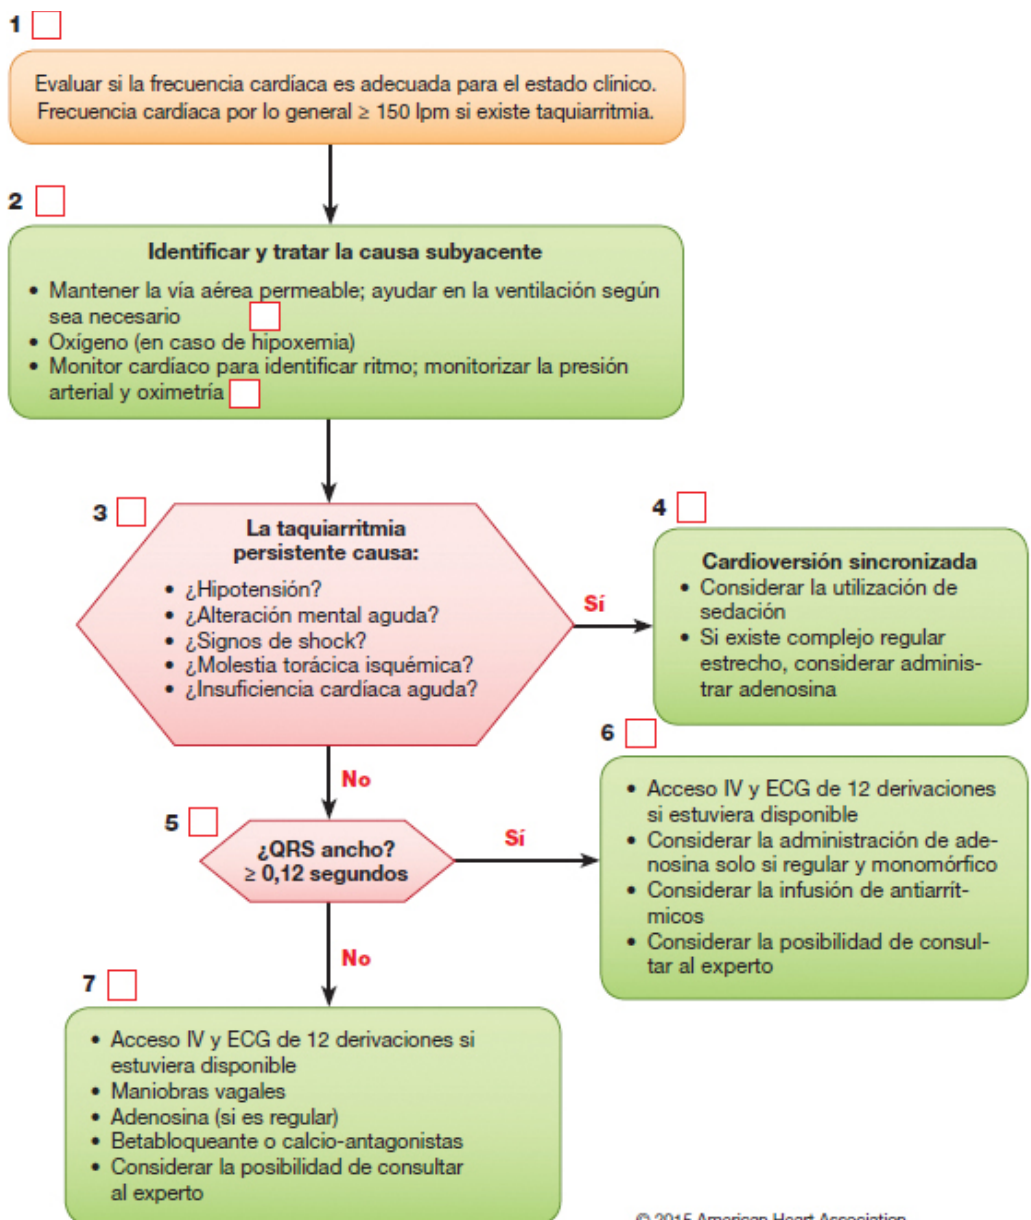 1
Evaluar si la frecuencia cardíaca es adecuada para el estado clínico.
Frecuencia cardíaca por lo general ≥ 150 lpm si existe taquiarritmia.
2
Identificar y tratar la causa subyacente
• Mantener la vía aérea permeable; ayudar en la ventilación según
sea necesario
• Oxígeno (en caso de hipoxemia)
• Monitor cardíaco para identificar ritmo; monitorizar la presión
arterial y oximetría
3
La taquiarritmia
persistente causa:
• ¿Hipotensión?
• ¿Alteración mental aguda?
• ¿Signos de shock?
• ¿Molestia torácica isquémica?
• ¿Insuficiencia cardíaca aguda?
Sí
4
Cardioversión sincronizada
• Considerar la utilización de
sedación
• Si existe complejo regular
estrecho, considerar adminis-
trar adenosina
No
5
¿QRS ancho?
≥ 0,12 segundos
Sí
6
• Acceso IV y ECG de 12 derivaciones
si estuviera disponible
• Considerar la administración de ade-
nosina solo si regular y monomórfico
• Considerar la infusión de antiarrít-
micos
• Considerar la posibilidad de consul-
tar al experto
No
7
• Acceso IV y ECG de 12 derivaciones si
estuviera disponible
• Maniobras vagales
• Adenosina (si es regular)
• Betabloqueante o calcio-antagonistas
• Considerar la posibilidad de consultar
al experto
© 2015 American Heart Association